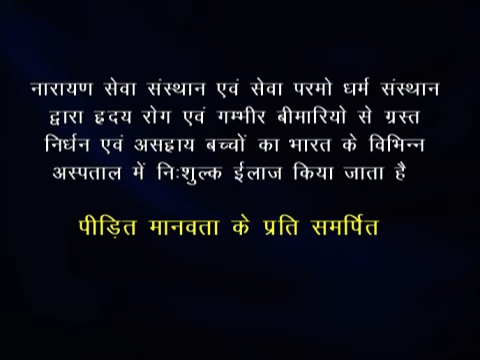 नारायण सेवा संस्थान एवं सेवा परमो धर्म संस्थान
द्वारा हृदय रोग एवं गम्भीर बीमारियो से ग्रस्त
निर्धन एवं असहाय बच्चों का भारत के विभिन्न
अस्पताल में निःशुल्क ईलाज किया जाता है
पीड़ित मानवता के प्रति समर्पित